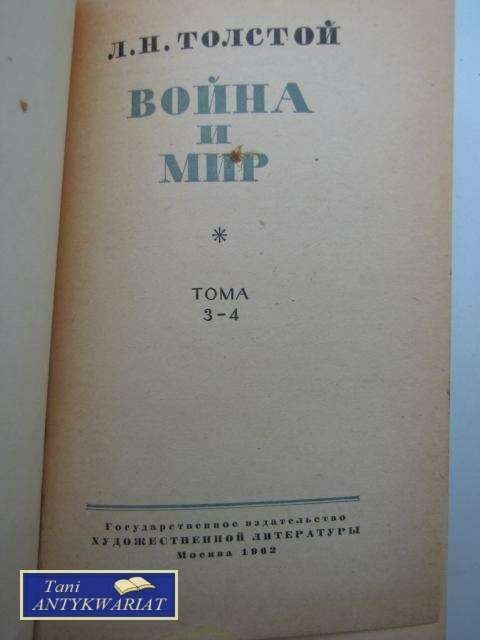 Л.Н.ТОЛСТОЙ
ВОЙНА
И
МИР
*
ТОМА
3-4
Государственное издательство
ХУДОЖЕСТВЕННОЙ ЛИТЕРАТУРЫ
Москва 1962
Tani
ANTYKWARIAT